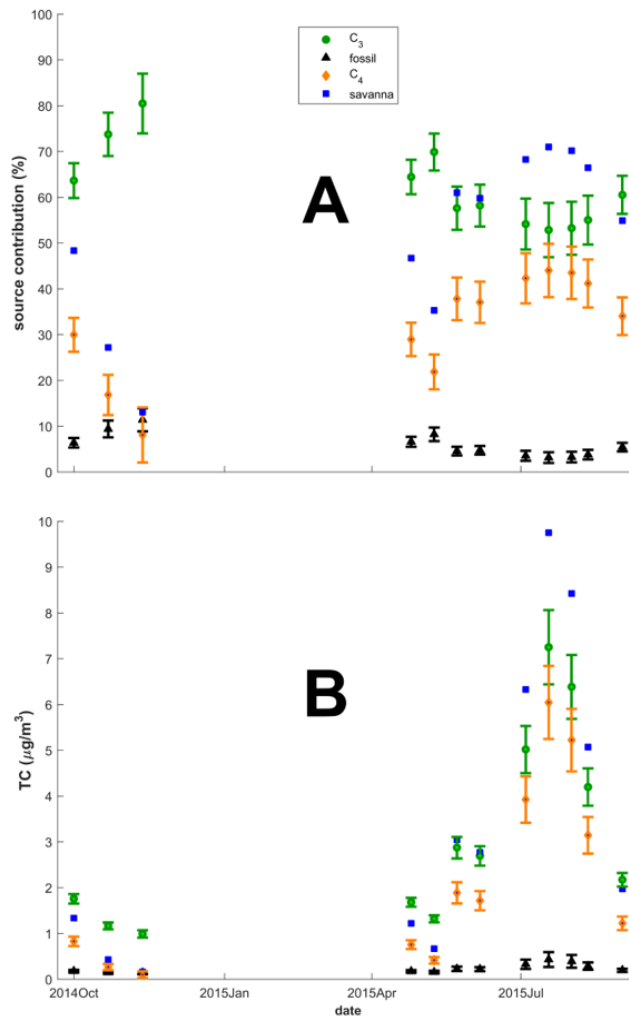 100
90
80
70
60
50
40
30
20
10
0
source contribution (%)
C₃
fossil
C₄
savanna
A
10
9
8
7
6
5
4
3
2
1
0
TC (μg/m³)
B
2014Oct 2015Jan 2015Apr 2015Jul
date